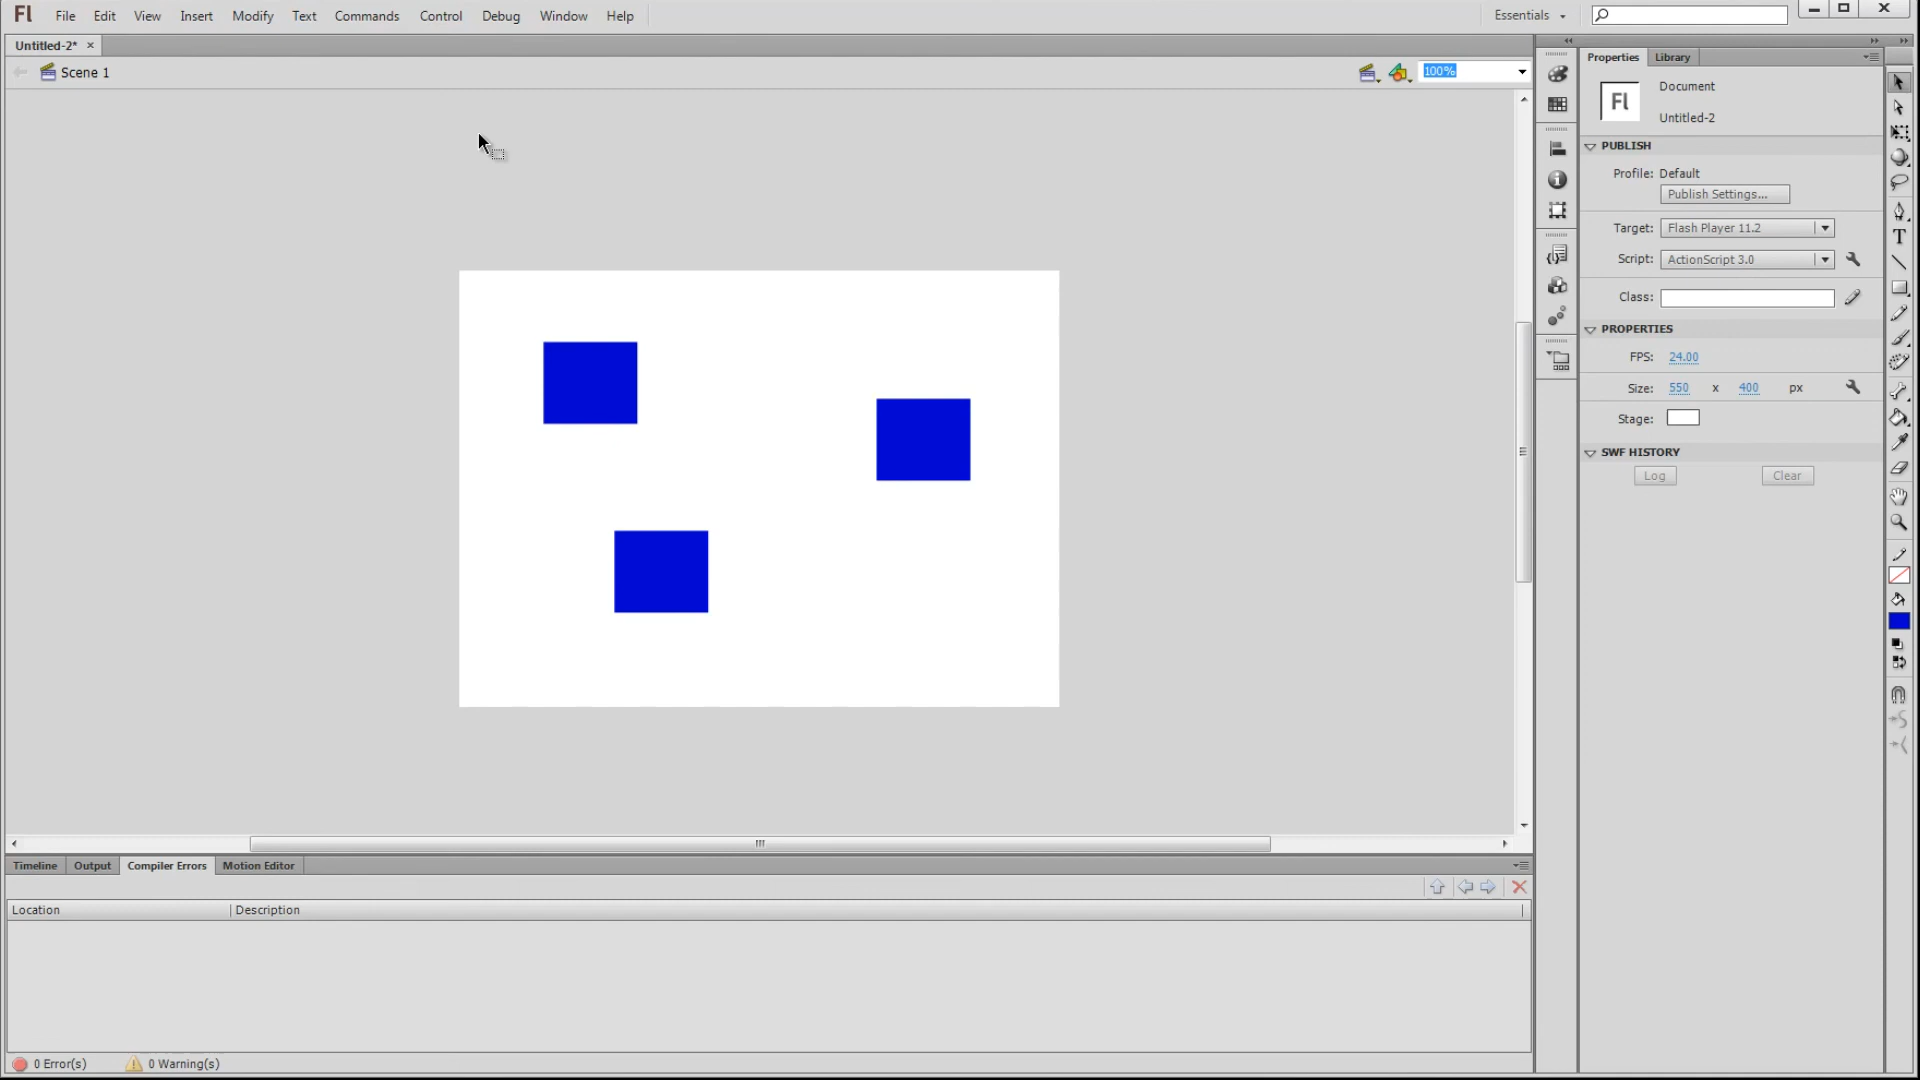 Fl File Edit View Insert Modify Text Commands Control Debug Window Help Essentials
Untitled-2*
Scene 1 100%
Properties Library
Fl Document
Untitled-2
PUBLISH
Profile: Default
Publish Settings...
Target: Flash Player 11.2
Script: ActionScript 3.0
Class:
PROPERTIES
FPS: 24.00
Size: 550 x 400 px
Stage:
SWF HISTORY
Log Clear
T
Timeline Output Compiler Errors Motion Editor
Location Description
0 Error(s) 0 Warning(s)